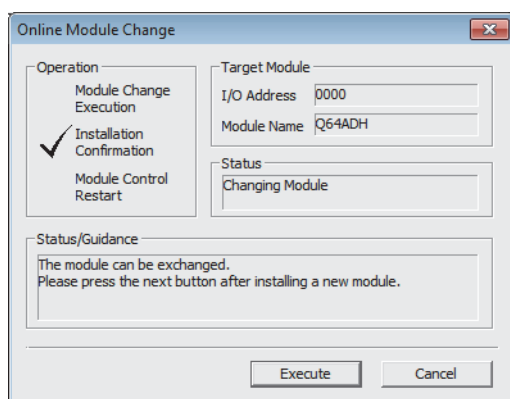 Online Module Change
Operation
Module Change
Execution
Installation
Confirmation
Module Control
Restart
Target Module
I/O Address 0000
Module Name Q64ADH
Status
Changing Module
Status/Guidance
The module can be exchanged.
Please press the next button after installing a new module.
Execute
Cancel